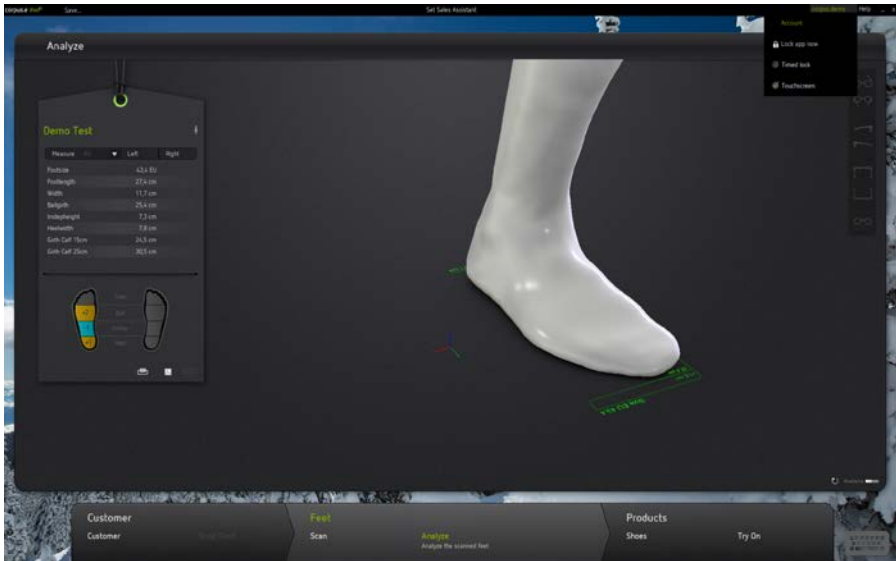 Save...
Set Sales Assistant
corpus.demo
Help
Account
Lock app now
Timed lock
Touchscreen
Analyze
Demo Test
Measure
Left
Right
Footsize 43,4 EU
Footlength 27,4 cm
Width 11,7 cm
Ballgirth 25,4 cm
Instepheight 7,3 cm
Heelwidth 7,8 cm
Girth Calf 15cm 24,5 cm
Girth Calf 25cm 30,5 cm
Customer
Feet
Products
Customer
Scan
Analyze
Shoes
Try On
Analyze the scanned feet